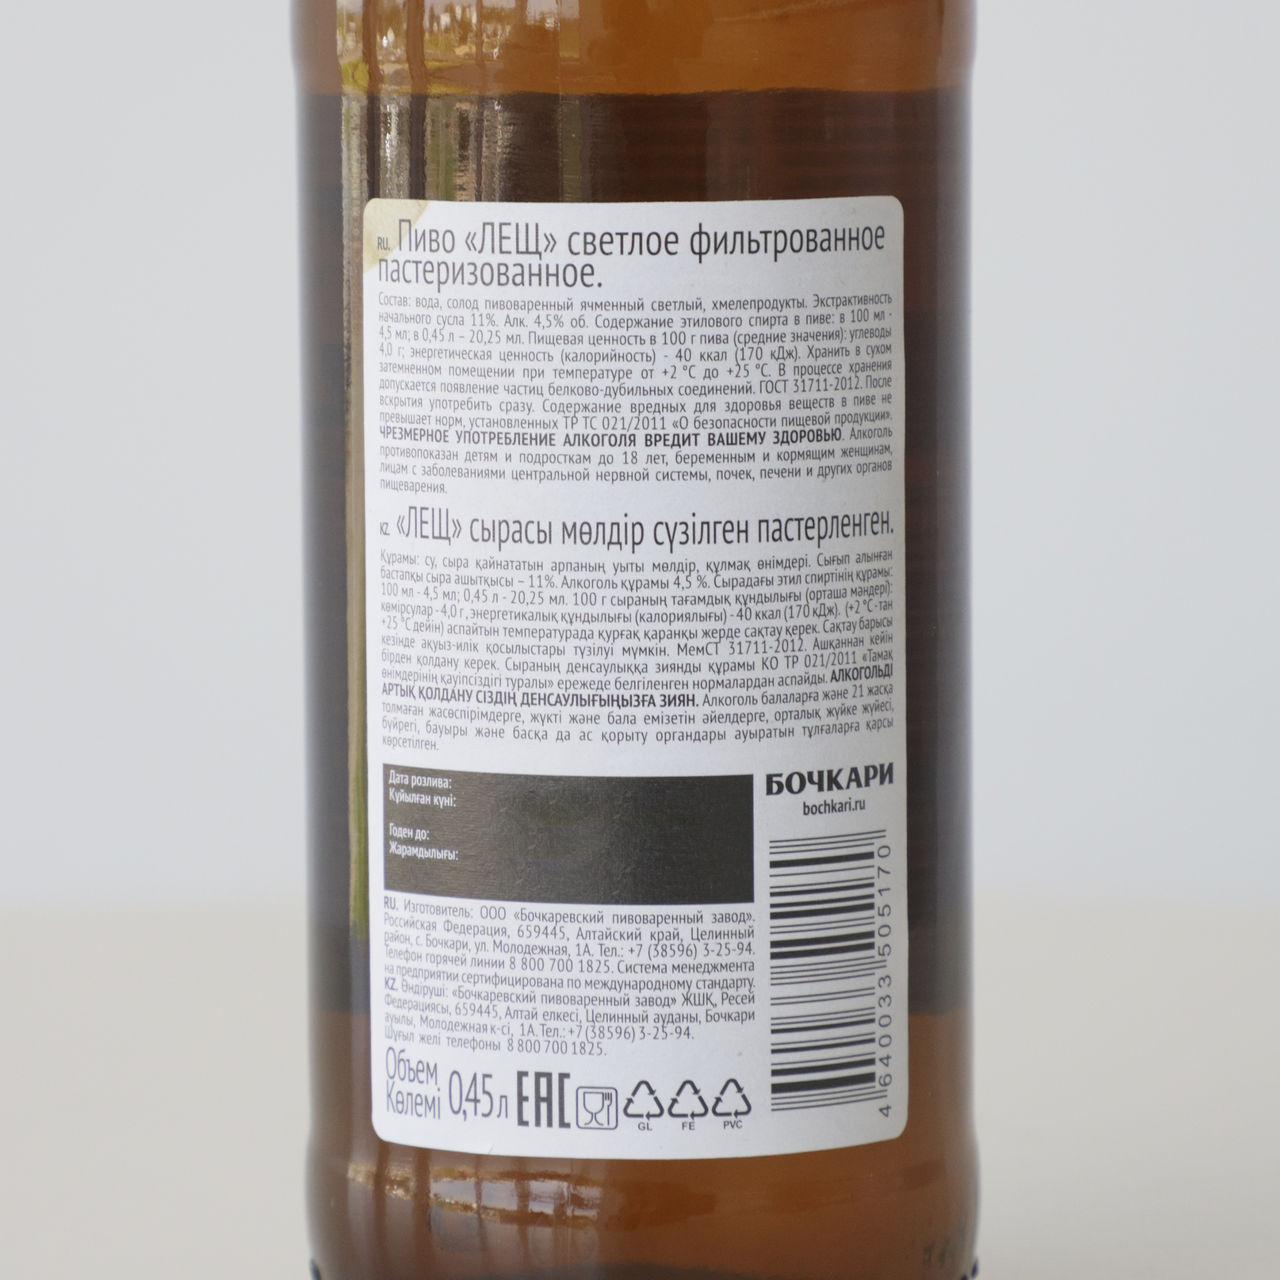 RU. Пиво «ЛЕЩ» светлое фильтрованное
пастеризованное.
Состав: вода, солод пивоваренный ячменный светлый, хмелепродукты. Экстрактивность
начального сусла 11%. Алк. 4,5% об. Содержание этилового спирта в пиве: в 100 мл -
4,5 мл; в 0,45 л – 20,25 мл. Пищевая ценность в 100 г пива (средние значения): углеводы
4,0 г; энергетическая ценность (калорийность) - 40 ккал (170 кДж). Хранить в сухом
затемненном помещении при температуре от +2 °С до +25 °С. В процессе хранения
допускается появление частиц белково-дубильных соединений. ГОСТ 31711-2012. После
вскрытия употребить сразу. Содержание вредных для здоровья веществ в пиве не
превышает норм, установленных ТР ТС 021/2011 «О безопасности пищевой продукции».
ЧРЕЗМЕРНОЕ УПОТРЕБЛЕНИЕ АЛКОГОЛЯ ВРЕДИТ ВАШЕМУ ЗДОРОВЬЮ. Алкоголь
противопоказан детям и подросткам до 18 лет, беременным и кормящим женщинам,
лицам с заболеваниями центральной нервной системы, почек, печени и других органов
пищеварения.
KZ. «ЛЕЩ» сырасы мөлдір сүзілген пастерленген.
Құрамы: су, сыра қайнататын арпаның уыты мөлдір, құлмақ өнімдері. Сығып алынған
бастапқы сыра ашытқысы – 11%. Алкоголь құрамы 4,5 %. Сырадағы этил спиртінің құрамы:
100 мл - 4,5 мл; 0,45 л - 20,25 мл. 100 г сыраның тағамдық құндылығы (орташа мәндері):
көмірсулар - 4,0 г, энергетикалық құндылығы (калориялығы) - 40 ккал (170 кДж). (+2 °С-тан
+25 °С дейін) аспайтын температурада құрғақ қараңқы жерде сақтау керек. Сақтау барысы
кезінде ақуыз-илік қосылыстары түзілуі мүмкін. МемСТ 31711-2012. Ашқаннан кейін
бірден қолдану керек. Сыраның денсаулыққа зиянды құрамы КО ТР 021/2011 «Тамақ
өнімдерінің қауіпсіздігі туралы» ережеде белгіленген нормалардан аспайды. АЛКОГОЛЬДІ
АРТЫҚ ҚОЛДАНУ СІЗДІҢ ДЕНСАУЛЫҒЫҢЫЗҒА ЗИЯН. Алкоголь балаларға және 21 жасқа
толмаған жасөспірімдерге, жүкті және бала емізетін әйелдерге, орталық жүйке жүйесі,
бүйрегі, бауыры және басқа да ас қорыту органдары ауыратын тұлғаларға қарсы
көрсетілген.
Дата розлива:
Құйылған күні:
Годен до:
Жарамдылығы:
БОЧКАРИ
bochkari.ru
RU. Изготовитель: ООО «Бочкаревский пивоваренный завод».
Российская Федерация, 659445, Алтайский край, Целинный
район, с. Бочкари, ул. Молодежная, 1А. Тел.: +7 (38596) 3-25-94.
Телефон горячей линии 8 800 700 1825. Система менеджмента
на предприятии сертифицирована по международному стандарту.
KZ. Өндіруші: «Бочкаревский пивоваренный завод» ЖШҚ, Ресей
Федерациясы, 659445, Алтай елкесі, Целинный ауданы, Бочкари
ауылы, Молодежная к-сі, 1А. Тел.: +7 (38596) 3-25-94.
Шұғыл желі телефоны 8 800 700 1825.
Объем
Көлемі 0,45 л EAC
GL FE PVC
4 640033 505170